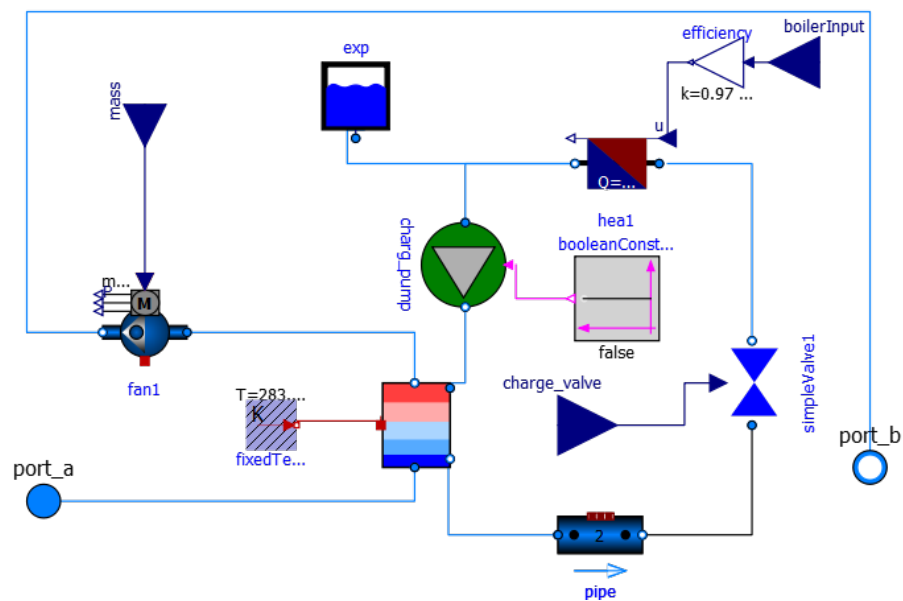 efficiency
boilerInput
exp
k=0.97 ...
mass
u
Q=...
hea1
charg_pump
booleanConst...
m...
M
false
simpleValve1
fan1
T=283....
K
charge_valve
fixedTe...
port_b
port_a
2
pipe